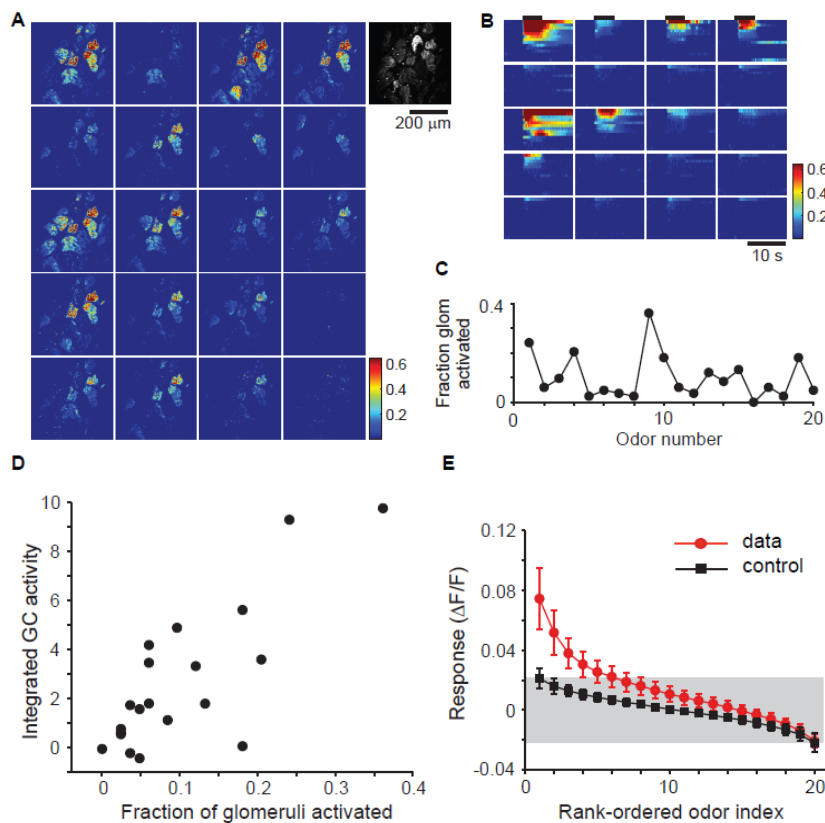 A
200 μm
0.6
0.4
0.2
B
0.6
0.4
0.2
10 s
C
Fraction glom
activated
0.4
0
0
10
20
Odor number
D
Integrated GC activity
10
8
6
4
2
0
0
0.1
0.2
0.3
0.4
Fraction of glomeruli activated
E
Response (ΔF/F)
0.12
0.08
0.04
0
-0.04
data
control
0
10
20
Rank-ordered odor index